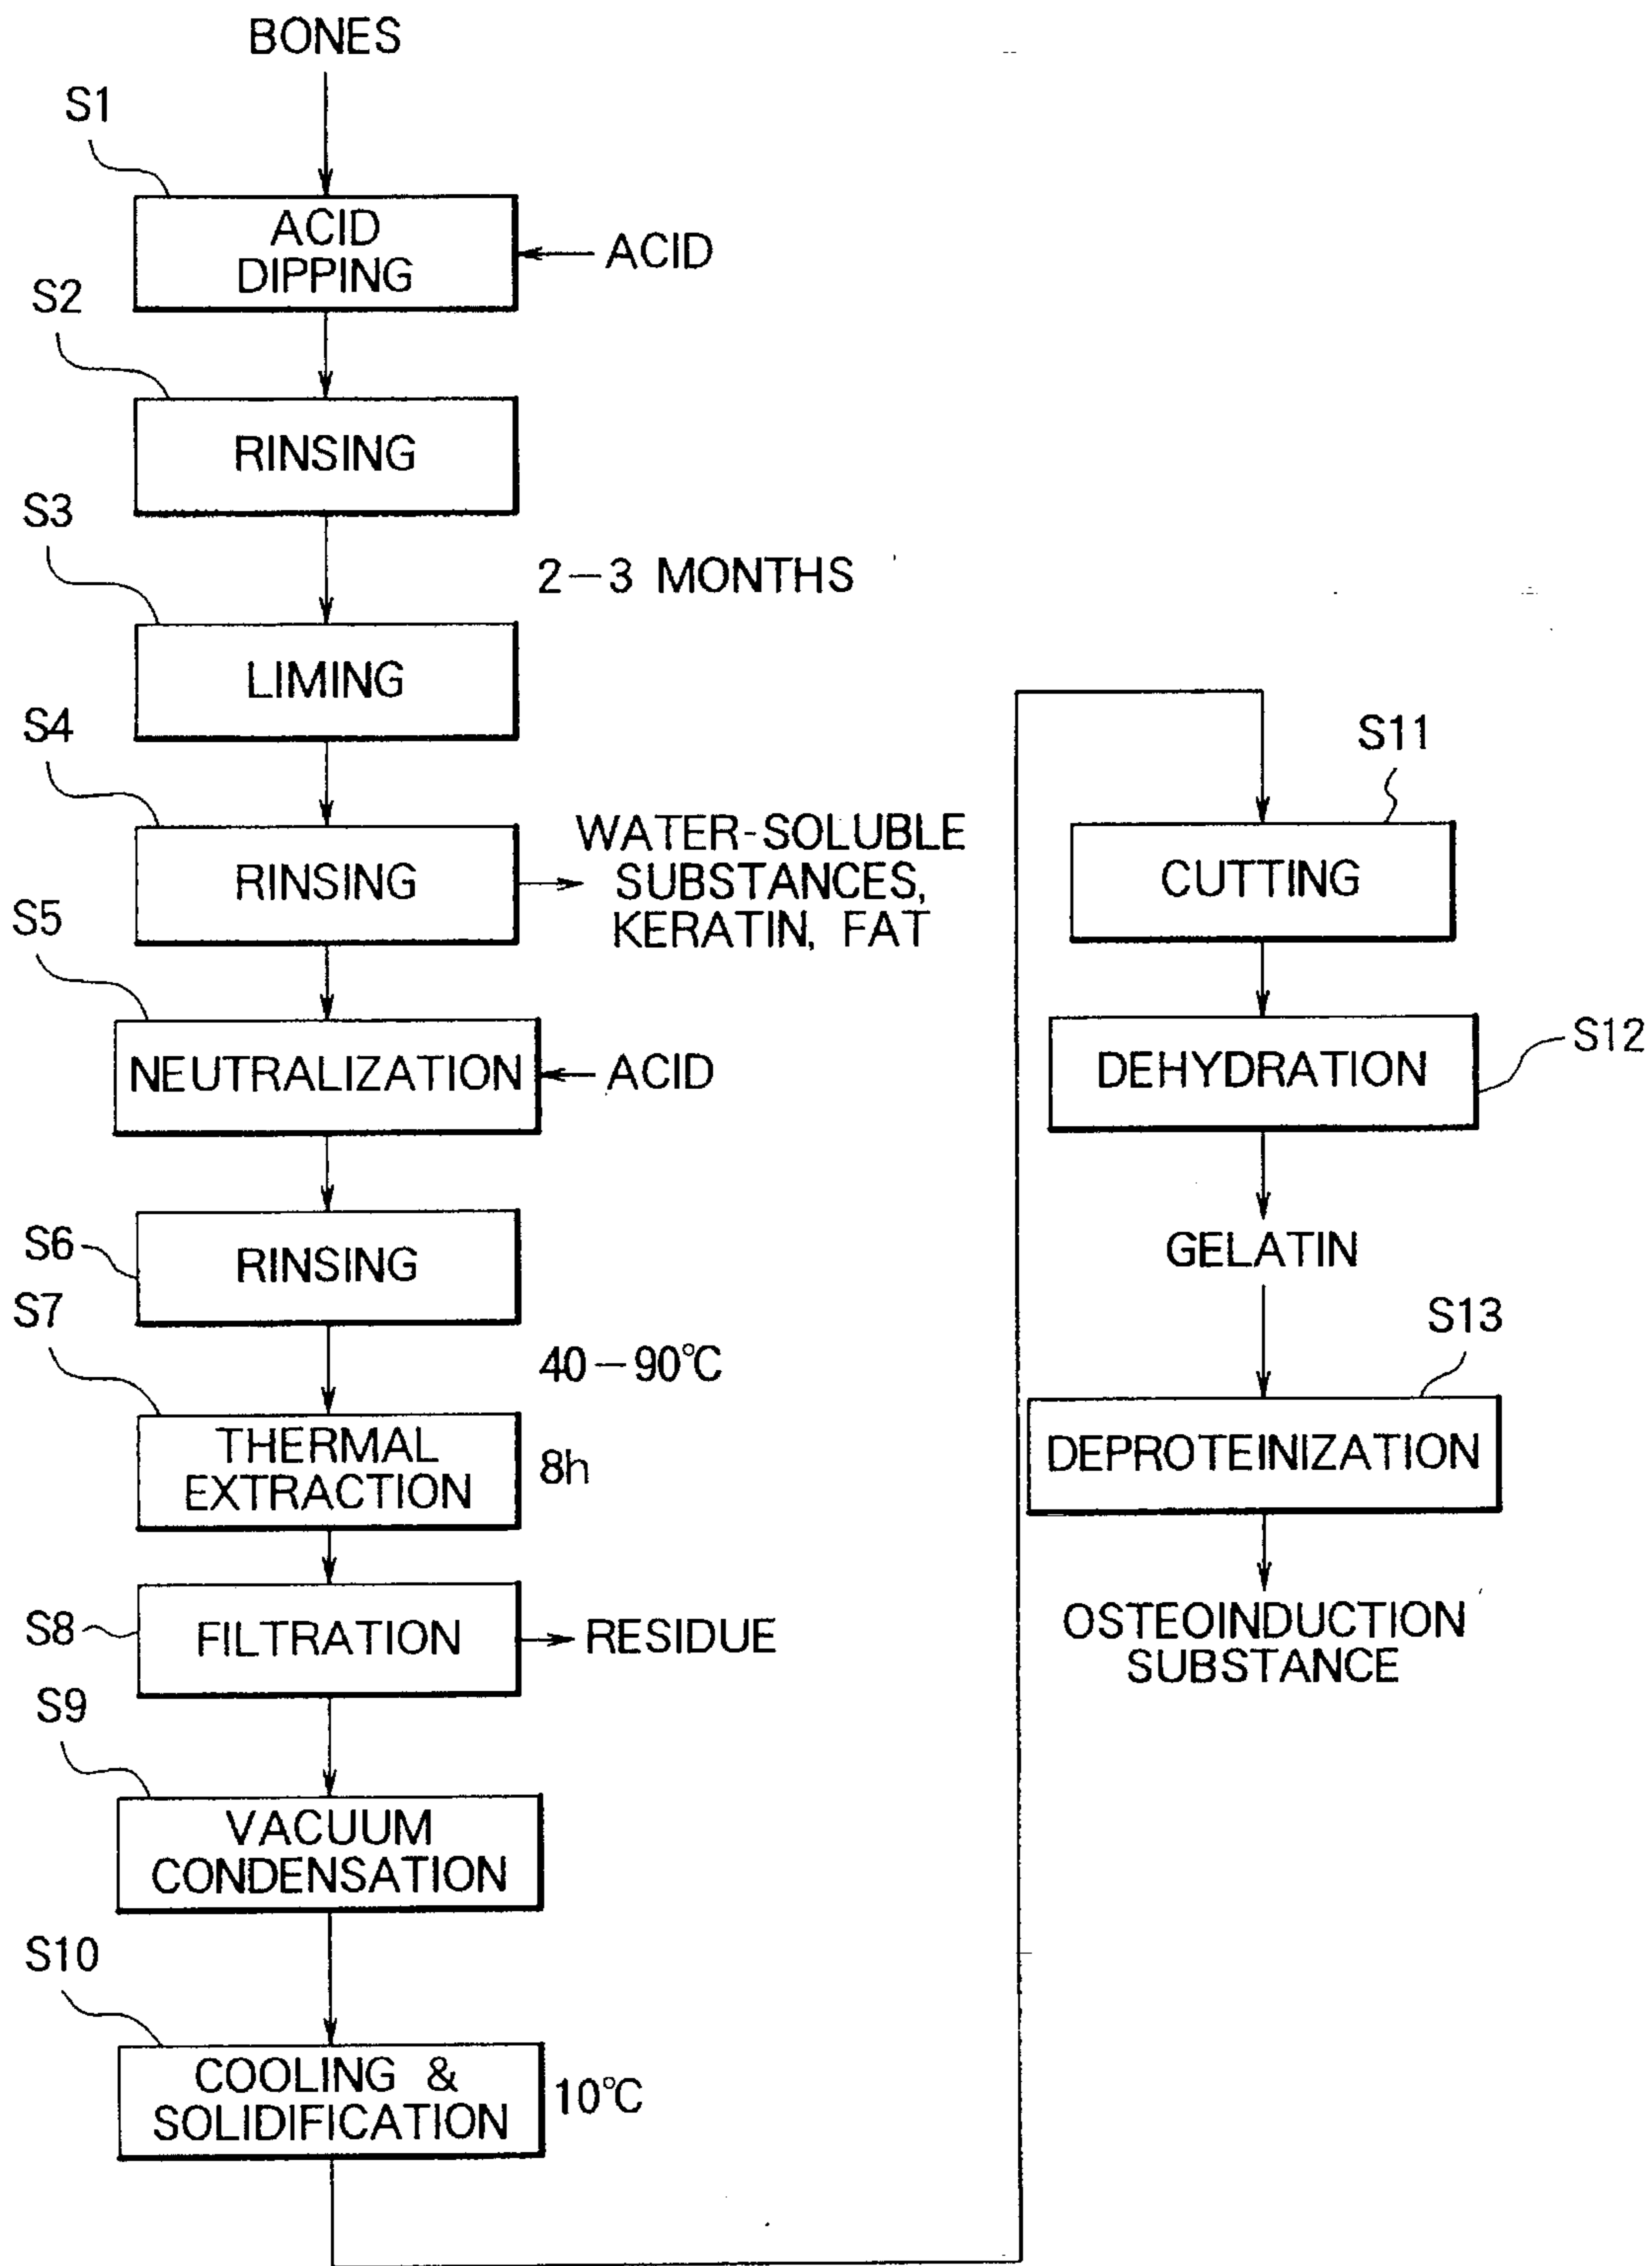 BONES
S1
ACID
DIPPING
ACID
S2
RINSING
S3
2-3 MONTHS
LIMING
S4
RINSING
WATER-SOLUBLE
SUBSTANCES,
KERATIN, FAT
S5
NEUTRALIZATION
ACID
S6
RINSING
S7
40-90°C
THERMAL
EXTRACTION
8h
S8
FILTRATION
RESIDUE
S9
VACUUM
CONDENSATION
S10
COOLING &
SOLIDIFICATION
10°C
S11
CUTTING
S12
DEHYDRATION
GELATIN
S13
DEPROTEINIZATION
OSTEOINDUCTION
SUBSTANCE